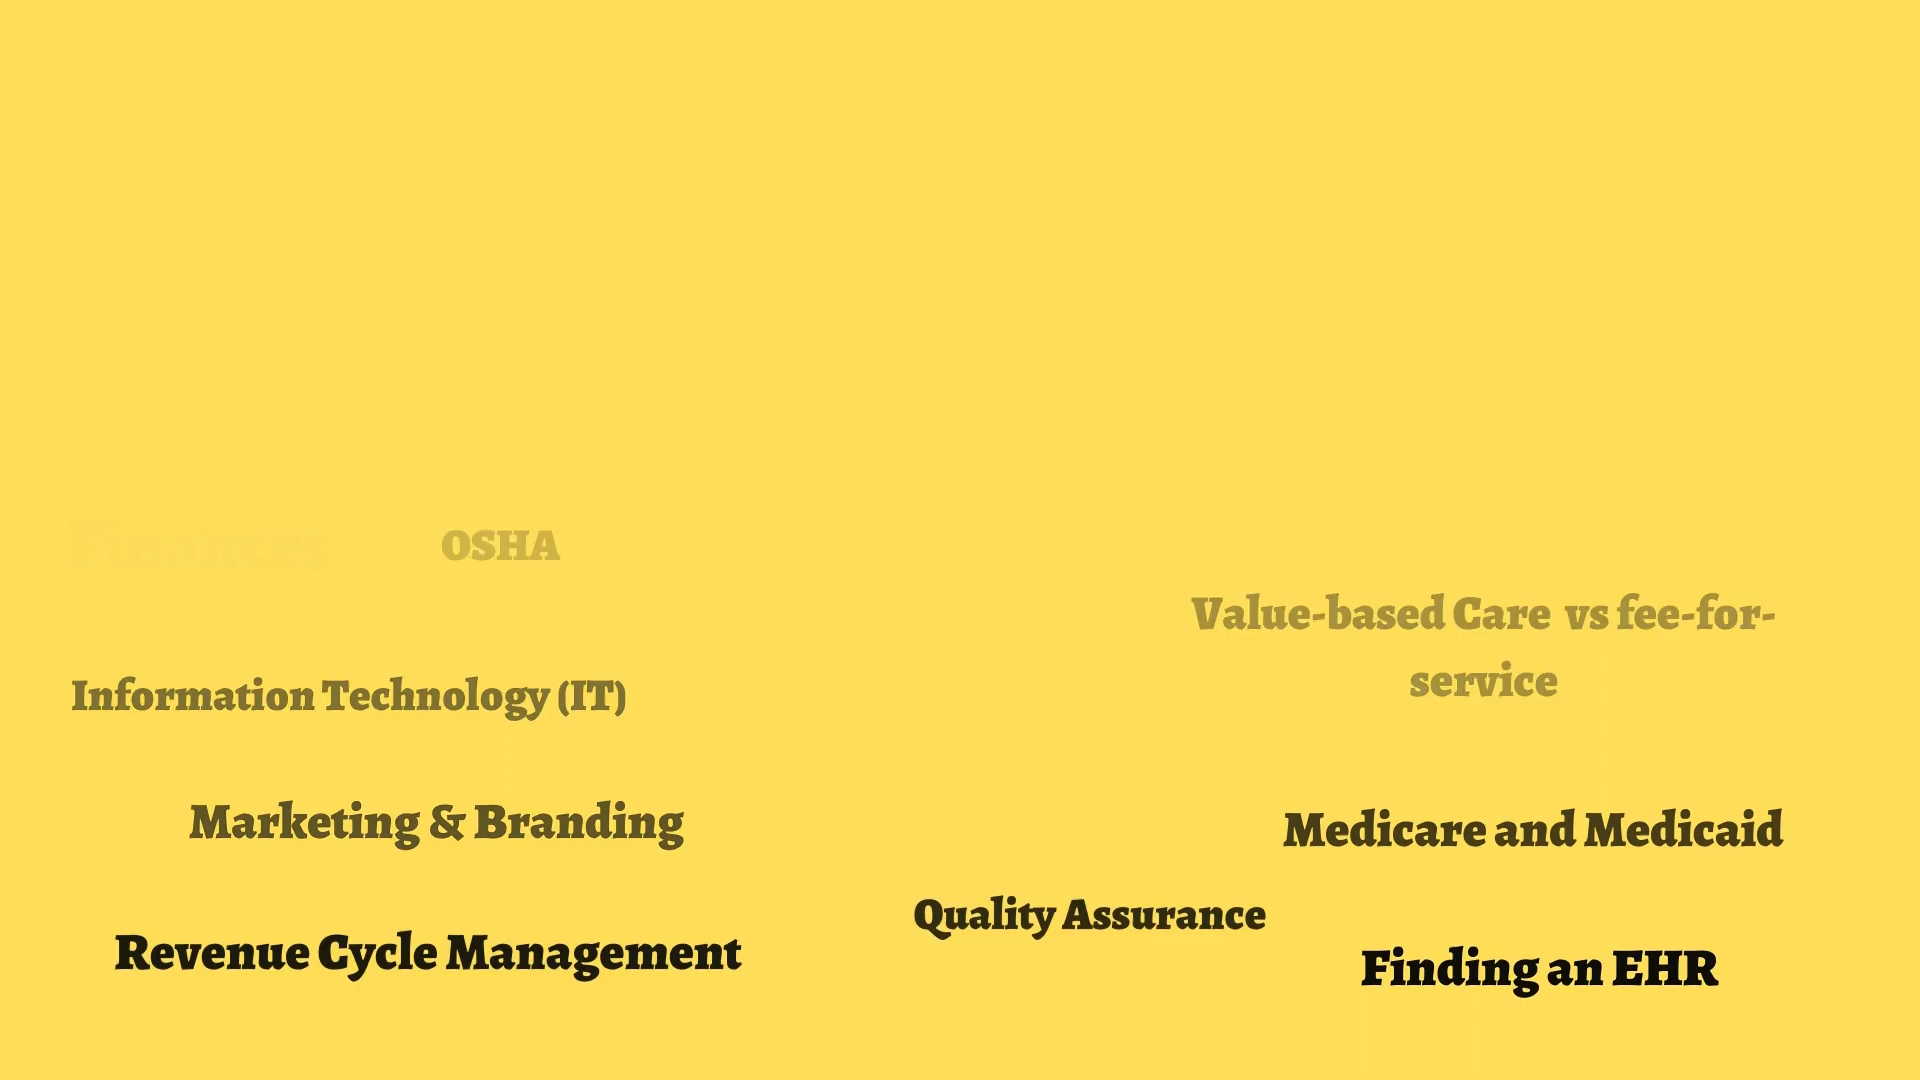 Finances
OSHA
Value-based Care vs fee-for-
service
Information Technology (IT)
Marketing & Branding
Medicare and Medicaid
Quality Assurance
Revenue Cycle Management
Finding an EHR